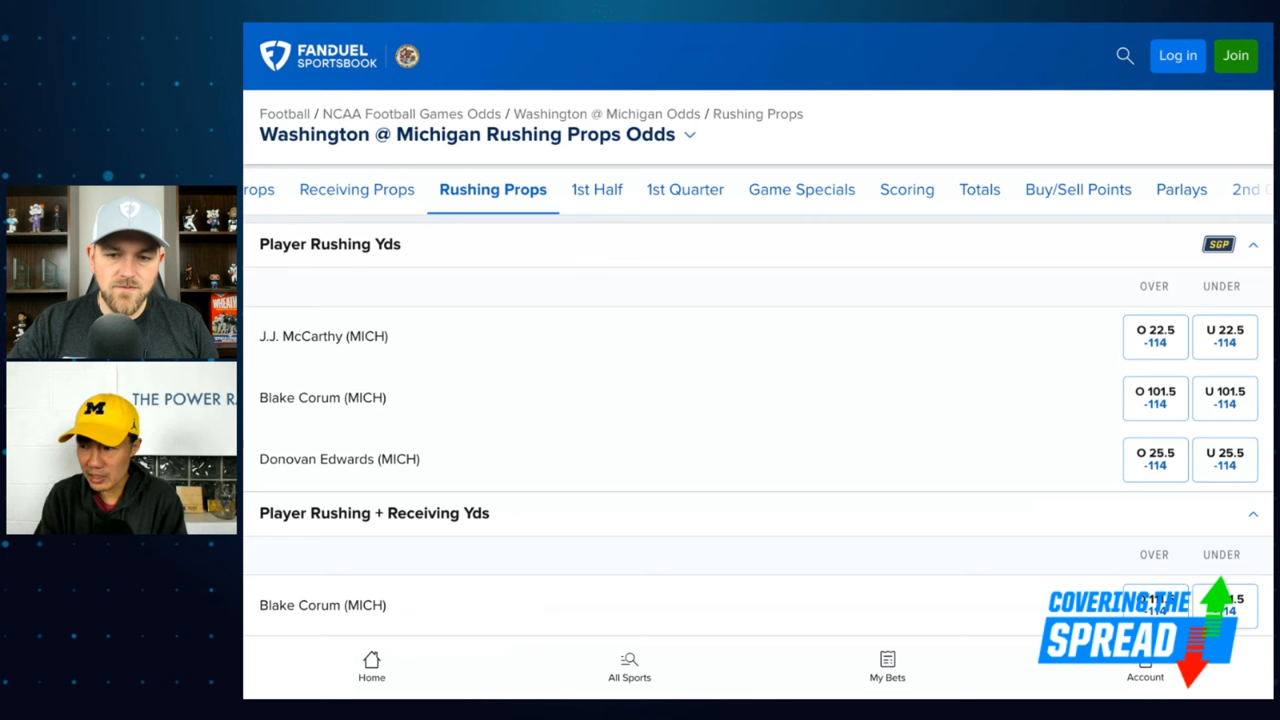 FANDUEL
SPORTSBOOK
Log in
Join
Football / NCAA Football Games Odds / Washington @ Michigan Odds / Rushing Props
Washington @ Michigan Rushing Props Odds
rops
Receiving Props
Rushing Props
1st Half
1st Quarter
Game Specials
Scoring
Totals
Buy/Sell Points
Parlays
2nd
Player Rushing Yds
SGP
OVER
UNDER
J.J. McCarthy (MICH)
O 22.5
-114
U 22.5
-114
Blake Corum (MICH)
O 101.5
-114
U 101.5
-114
Donovan Edwards (MICH)
O 25.5
-114
U 25.5
-114
Player Rushing + Receiving Yds
OVER
UNDER
Blake Corum (MICH)
COVERING THE
SPREAD
Home
All Sports
My Bets
Account
M
THE POWER R
WHEATIE